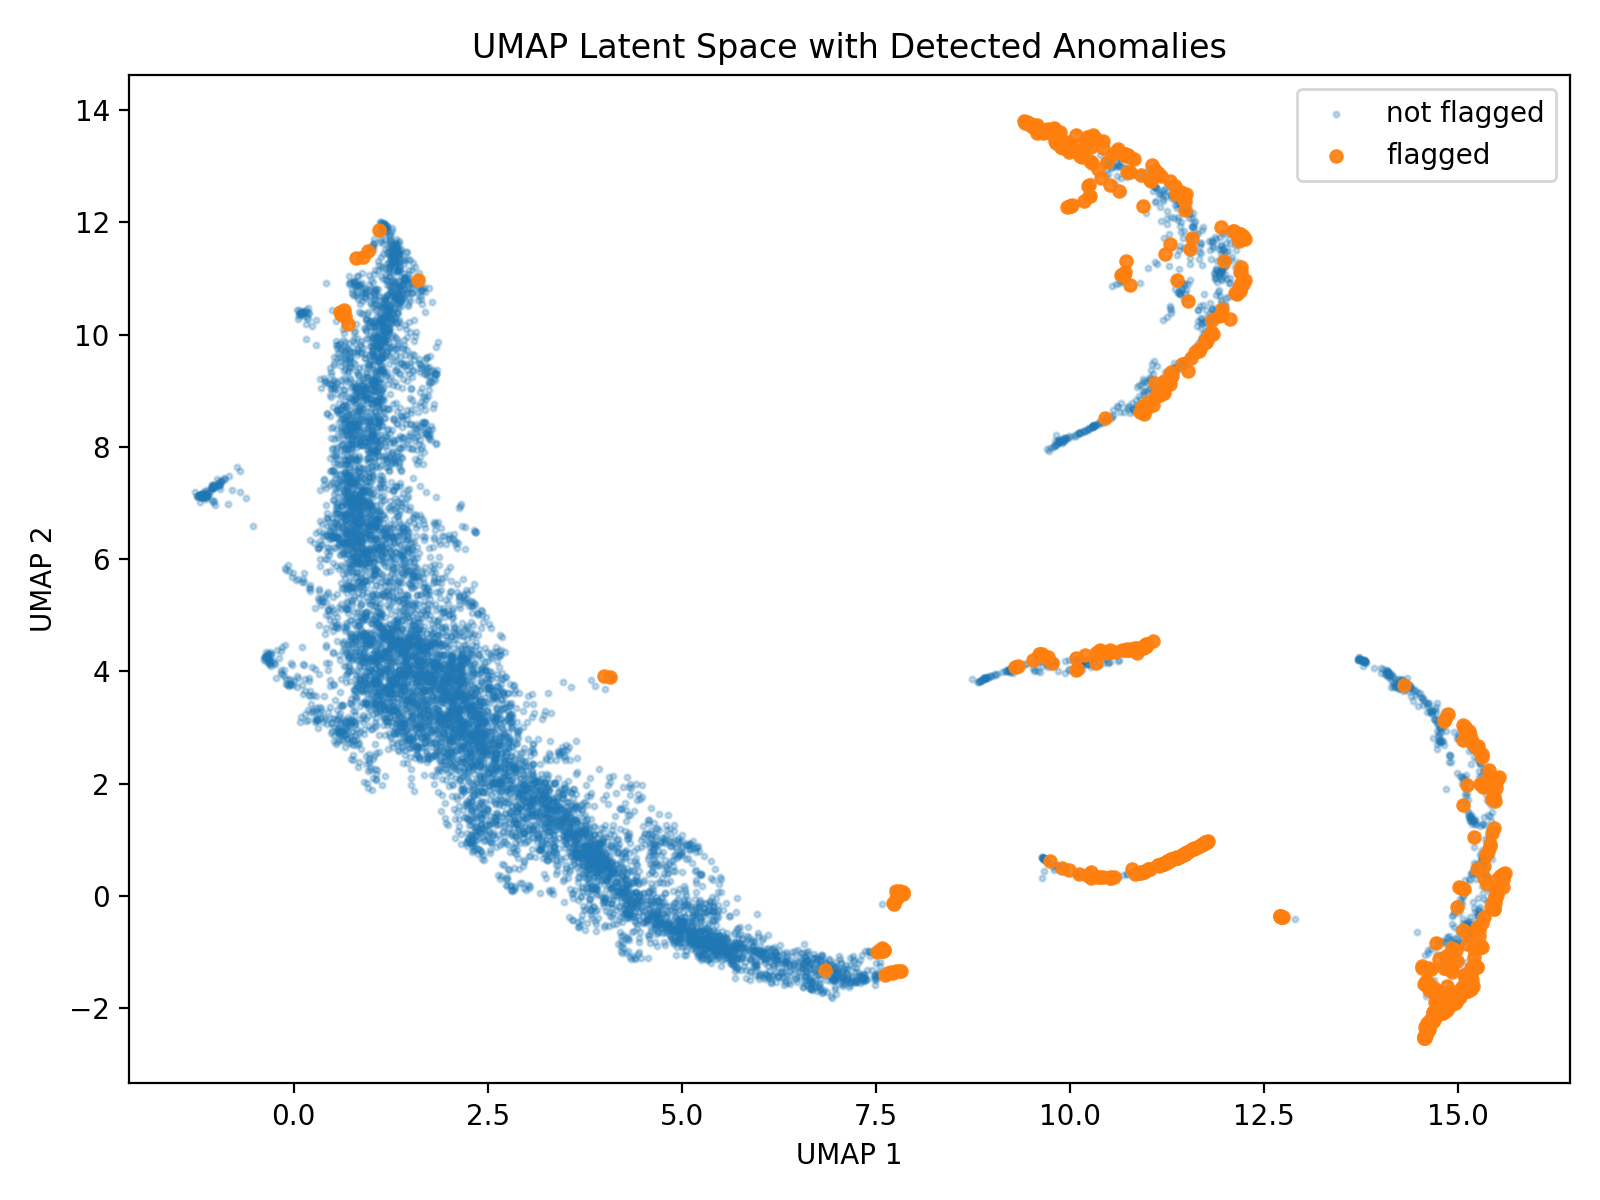 UMAP Latent Space with Detected Anomalies
not flagged
flagged
14
12
10
8
6
4
2
0
−2
UMAP 2
0.0 2.5 5.0 7.5 10.0 12.5 15.0
UMAP 1